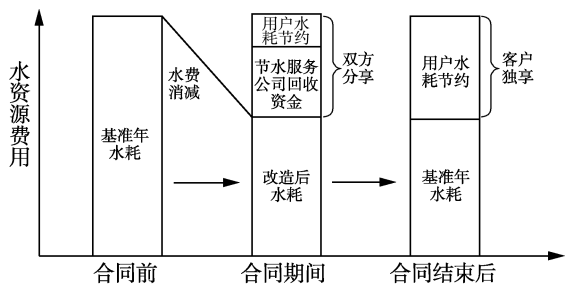 水资源费用
基准年
水耗
水费
消减
用户水
耗节约
节水服务
公司回收
资金
改造后
水耗
双方
分享
用户水
耗节约
基准年
水耗
客户
独享
合同前
合同期间
合同结束后